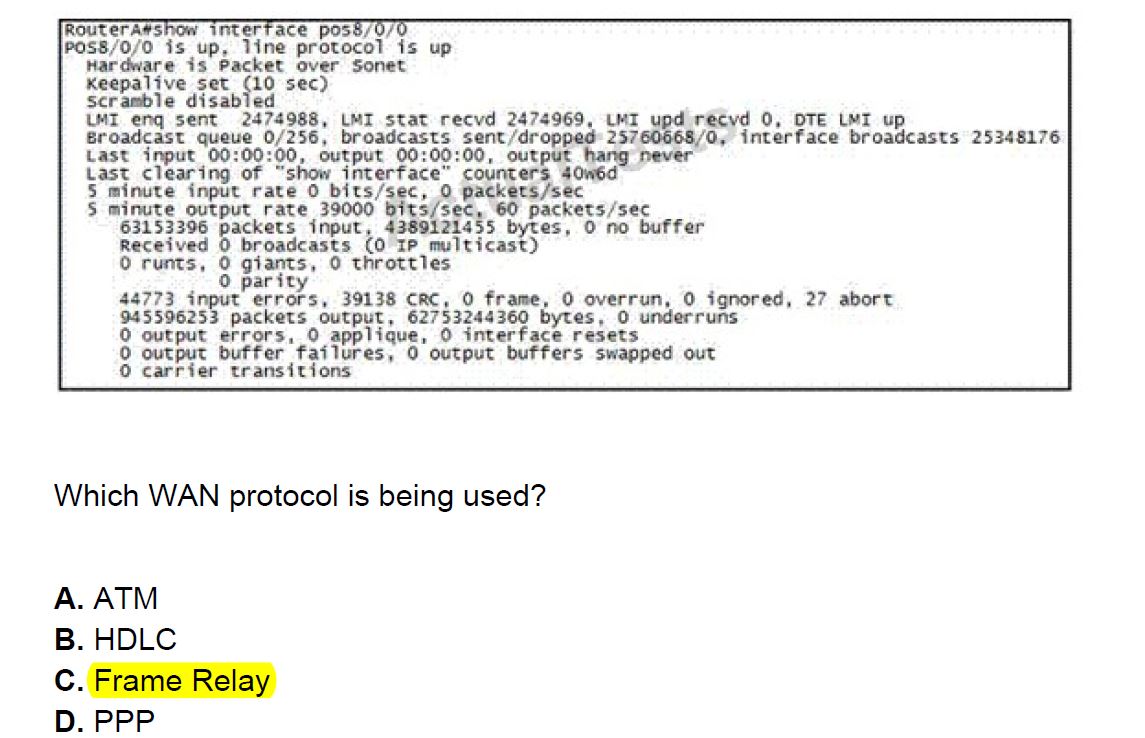 RouterA#show interface pos8/0/0
POS8/0/0 is up, line protocol is up
Hardware is Packet over Sonet
Keepalive set (10 sec)
Scramble disabled
LMI enq sent 2474988, LMI stat recvd 2474969, LMI upd recvd 0, DTE LMI up
Broadcast queue 0/256, broadcasts sent/dropped 25760668/0, interface broadcasts 25348176
Last input 00:00:00, output 00:00:00, output hang never
Last clearing of "show interface" counters 40w6d
5 minute input rate 0 bits/sec, 0 packets/sec
5 minute output rate 39000 bits/sec, 60 packets/sec
63153396 packets input, 4389121455 bytes, 0 no buffer
Received 0 broadcasts (0 IP multicast)
0 runts, 0 giants, 0 throttles
0 parity
44773 input errors, 39138 CRC, 0 frame, 0 overrun, 0 ignored, 27 abort
945596253 packets output, 62753244360 bytes, 0 underruns
0 output errors, 0 applique, 0 interface resets
0 output buffer failures, 0 output buffers swapped out
0 carrier transitions
Which WAN protocol is being used?
A. ATM
B. HDLC
C. Frame Relay
D. PPP